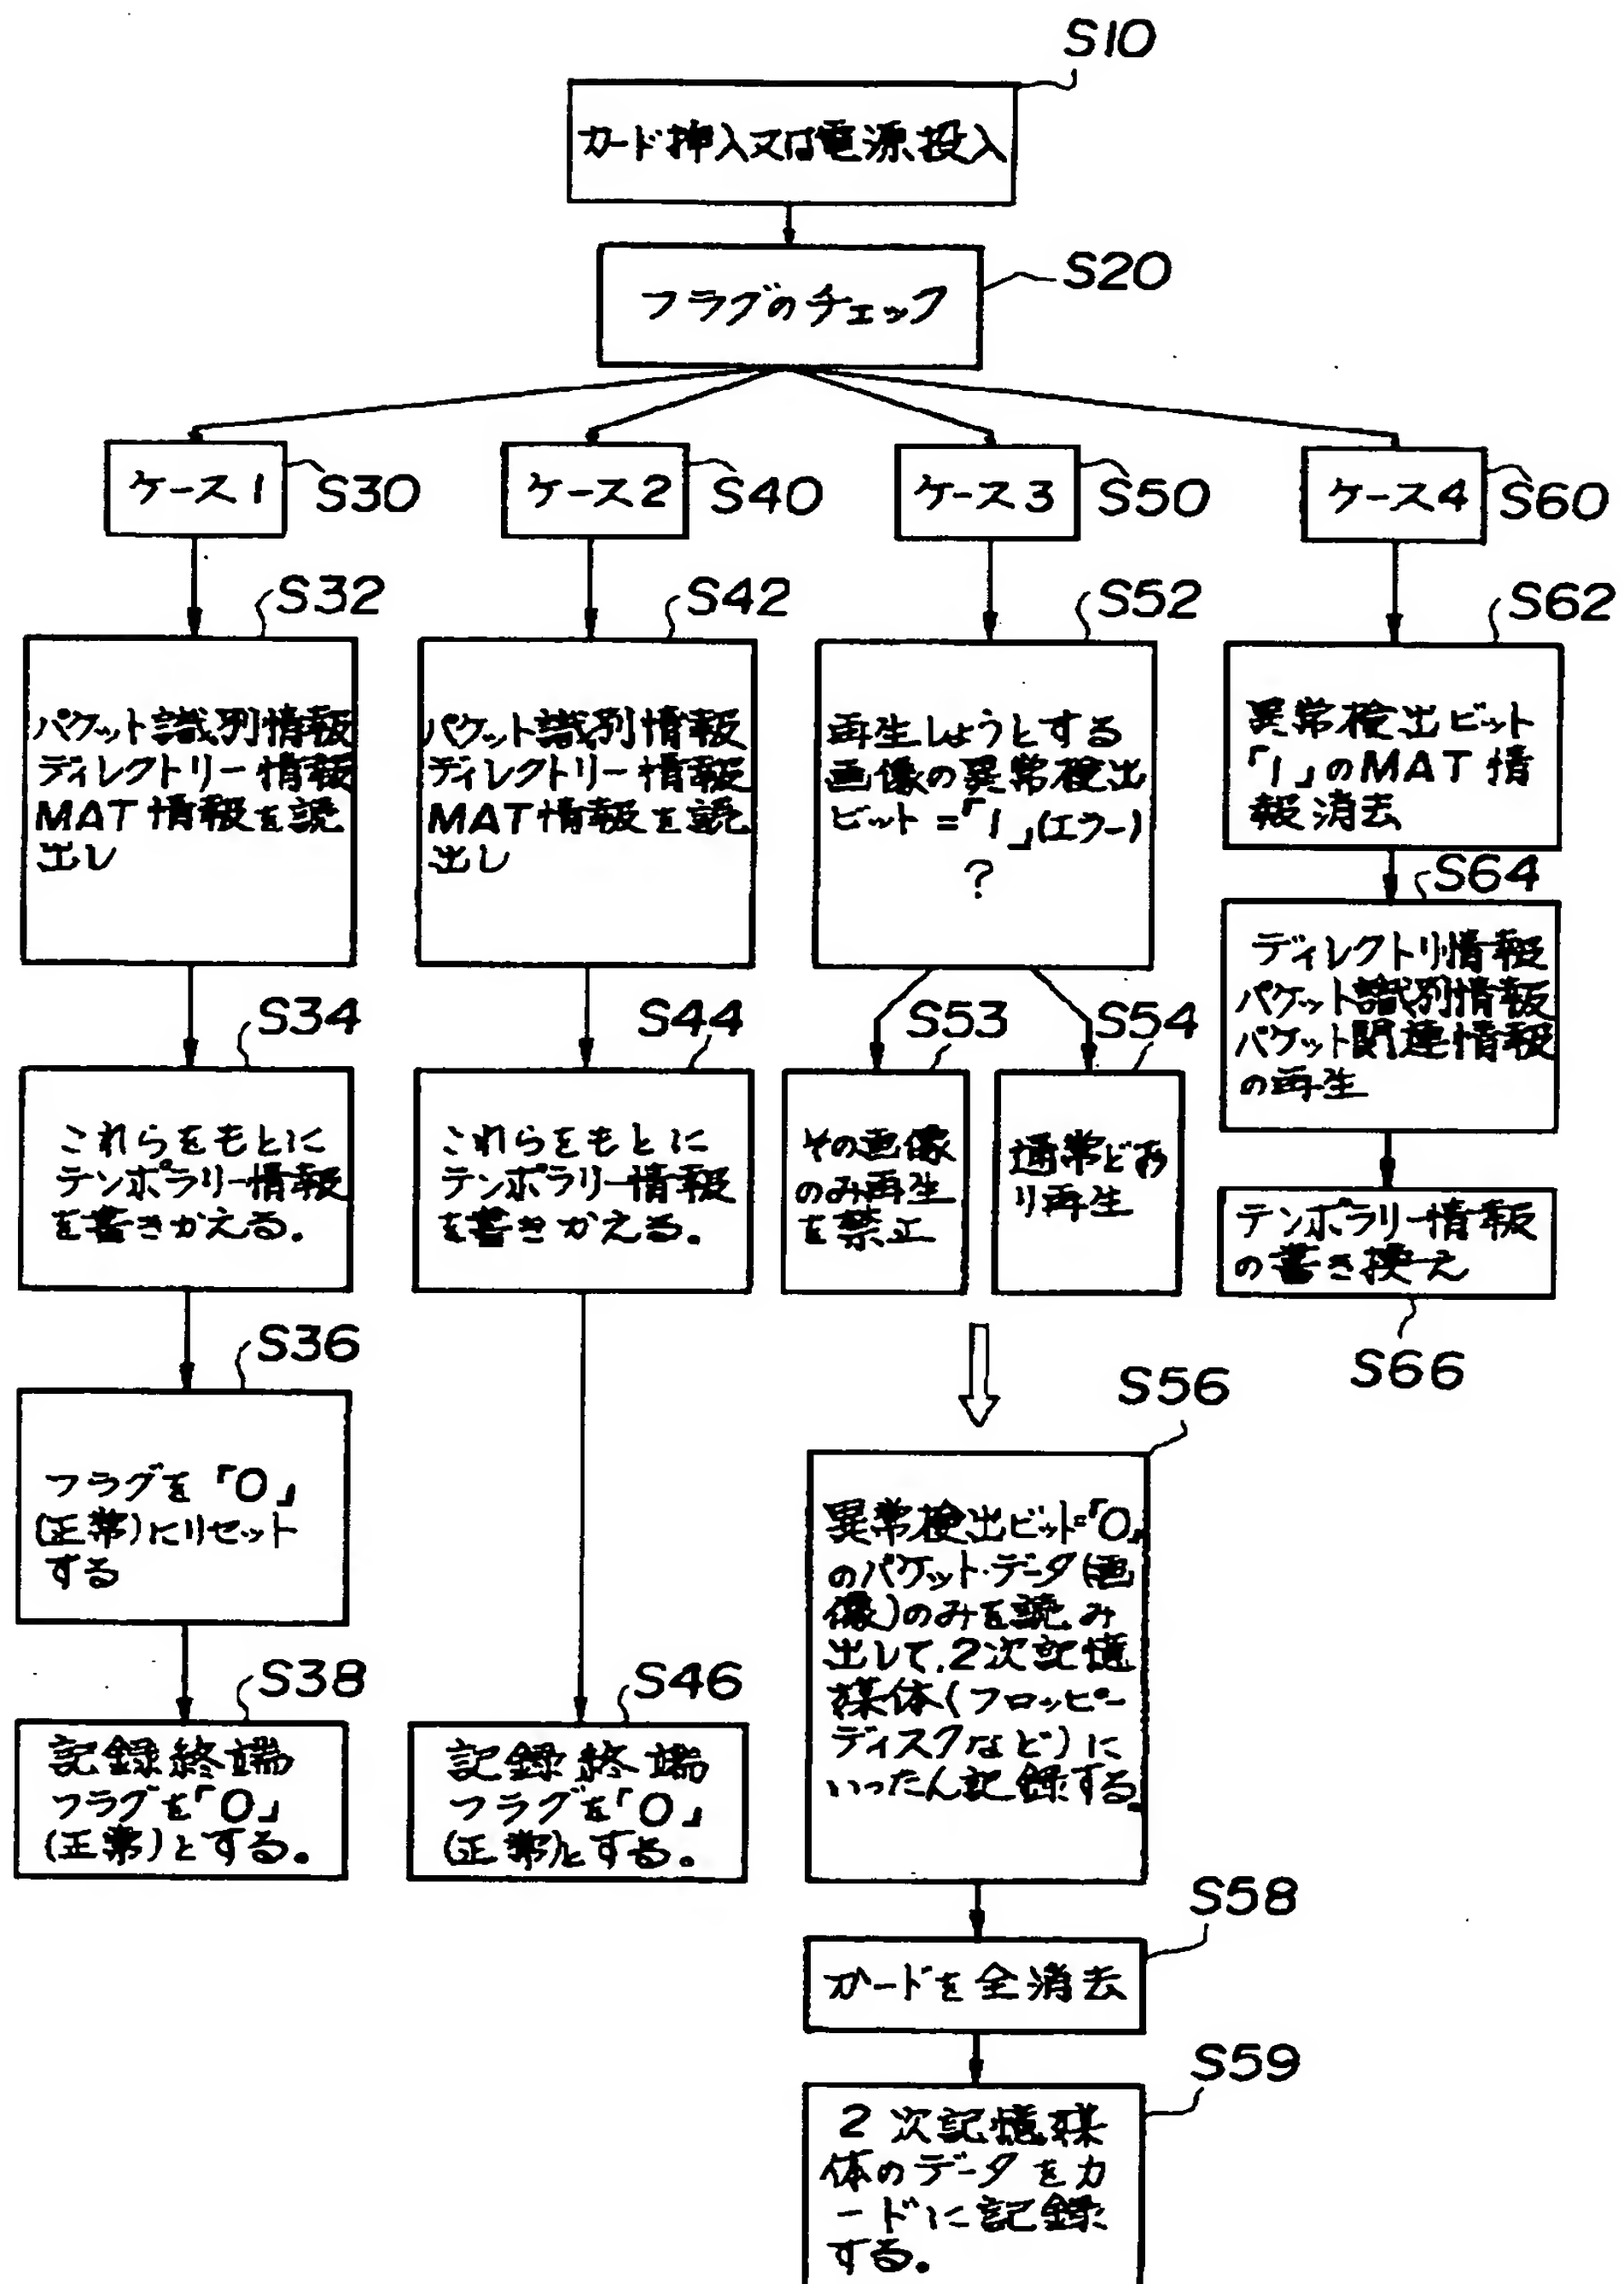 S10
カード挿入又は電源投入
S20
フラグのチェック
ケース1
S30
ケース2
S40
ケース3
S50
ケース4
S60
S32
パケット識別情報
ディレクトリー情報
MAT情報を読
出し
S42
パケット識別情報
ディレクトリー情報
MAT情報を読
出し
S52
再生しようとする
画像の異常検出
ビット=「1」(エラー)
?
S62
異常検出ビット
「1」のMAT情
報消去
S64
ディレクトリ情報
パケット識別情報
パケット関連情報
の再生
S34
これらをもとに
テンポラリー情報
を書きかえる.
S44
これらをもとに
テンポラリー情報
を書きかえる.
S53
その画像
のみ再生
を禁止
S54
通常どお
り再生
テンポラリー情報
の書き換え
S66
S36
フラグを「0」
(正常)にリセット
する
S56
異常検出ビット=「0」
のパケット・データ(画
像)のみを読み
出して,2次記憶
媒体(フロッピー
ディスクなど)に
いったん記録する.
S38
記録終端
フラグを「0」
(正常)とする。
S46
記録終端
フラグを「0」
(正常)とする。
S58
カードを全消去
S59
2次記憶媒
体のデータをカ
ードに記録
する。